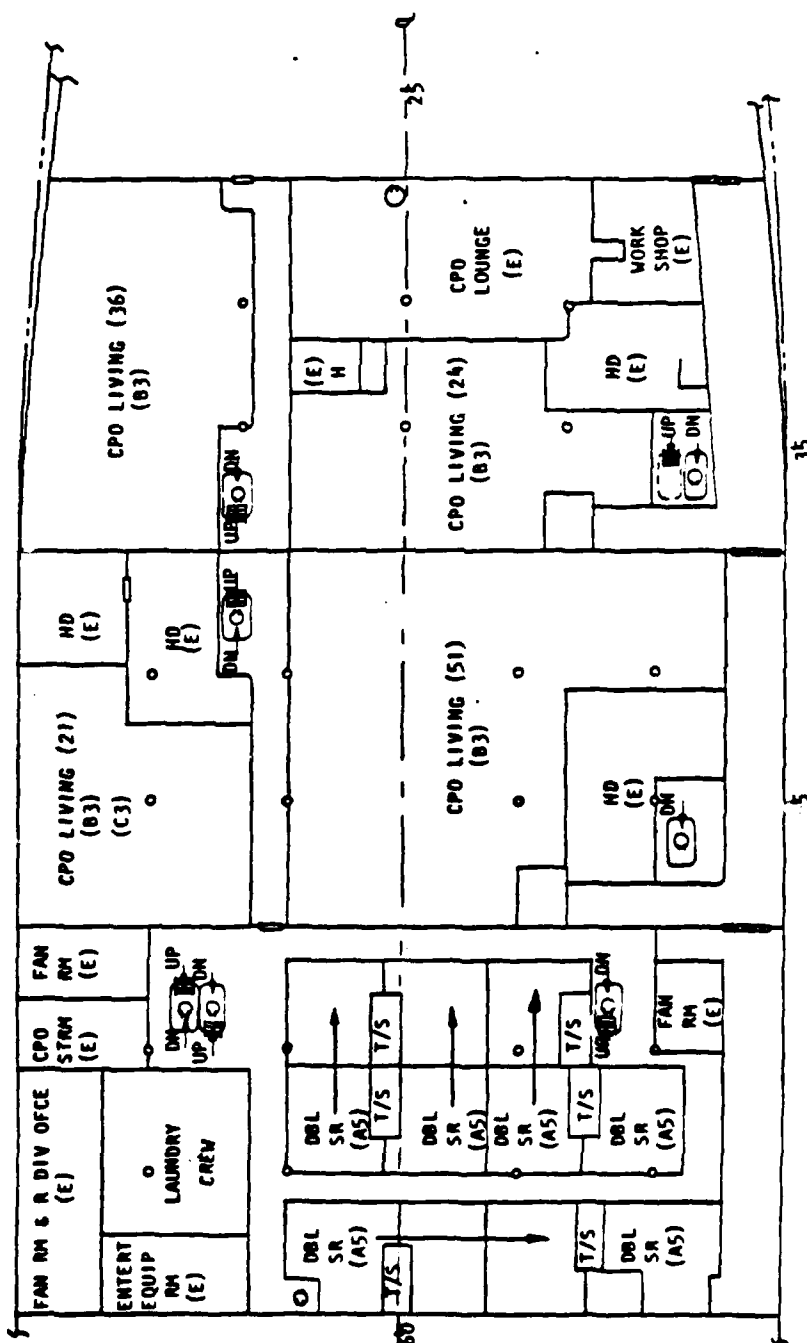 FAN RM & R DIV OFCE
(E)
CPO
STRM
(E)
FAN
RM
(E)
CPO LIVING (21)
(B3)
(C3)
HD
(E)
CPO LIVING (36)
(B3)
ENTERT
EQUIP
RM
(E)
LAUNDRY
CREW
DN
UP
UP
DN
HD
(E)
DN
UP
UP
DN
DBL
SR
(A5)
T/S
DBL
SR
(A5)
T/S
T/S
DBL
SR
(A5)
DBL
SR
(A5)
T/S
T/S
CPO LIVING (51)
(B3)
(E)
H
CPO
LOUNGE
(E)
CPO LIVING (24)
(B3)
T/S
DBL
SR
(A5)
DBL
SR
(A5)
UP
DN
FAN
RM
(E)
HD
(E)
DN
UP
DN
HD
(E)
WORK
SHOP
(E)
25
35